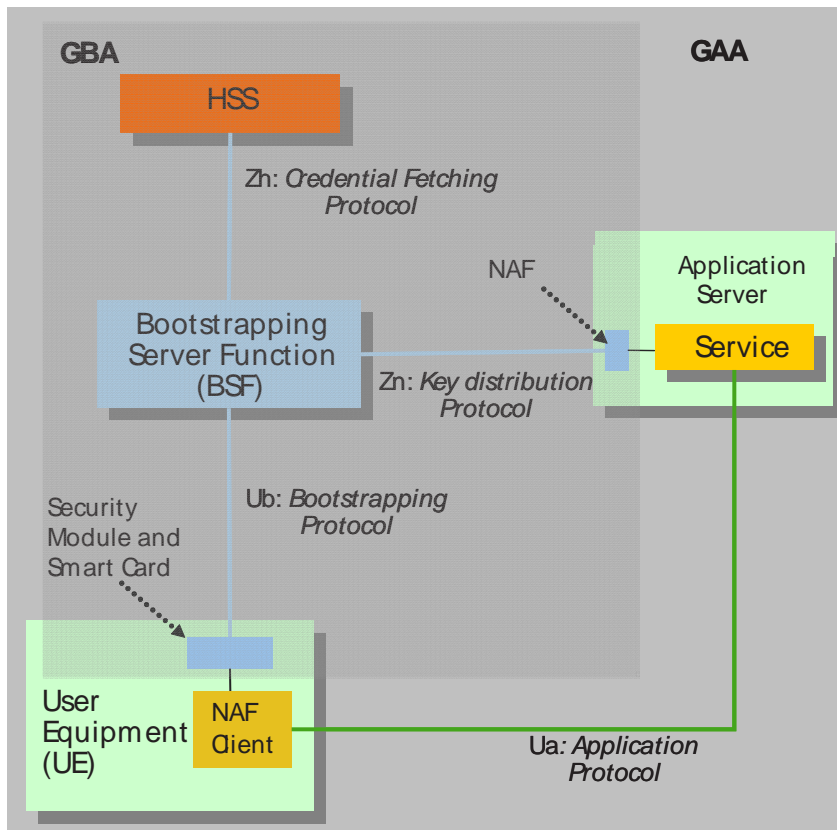 GBA
GAA
HSS
Zh: Credential Fetching
Protocol
NAF
Application
Server
Bootstrapping
Server Function
(BSF)
Service
Zn: Key distribution
Protocol
Ub: Bootstrapping
Protocol
Security
Module and
Smart Card
User
Equipment
(UE)
NAF
Client
Ua: Application
Protocol